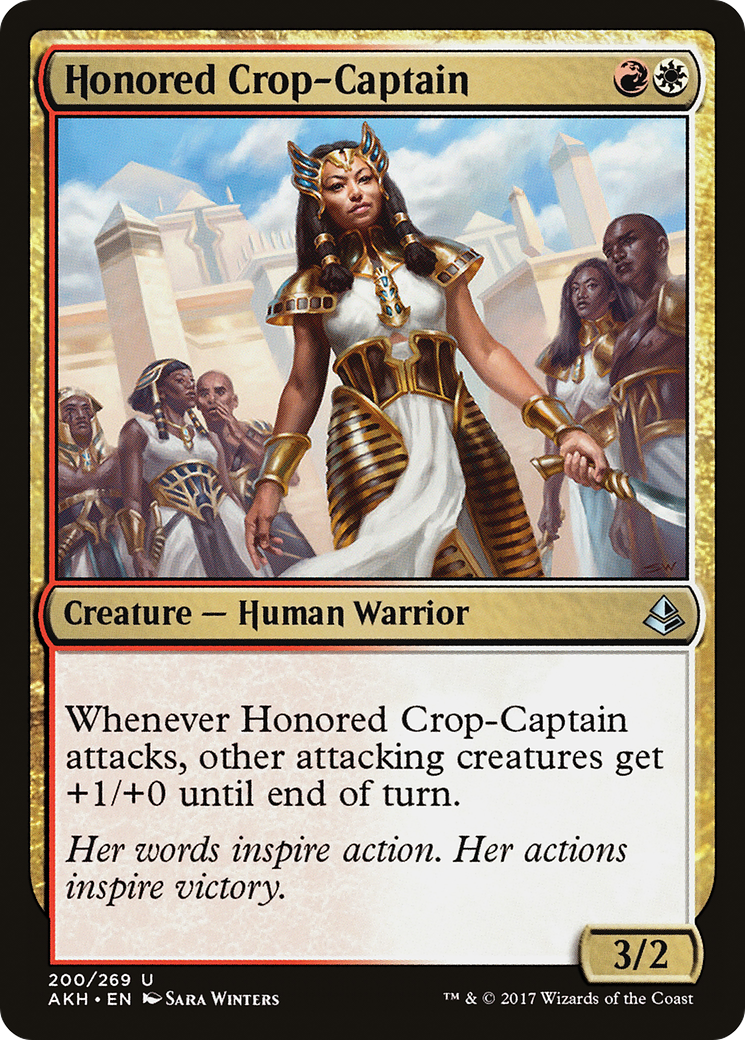 Honored Crop-Captain
SW
Creature — Human Warrior
Whenever Honored Crop-Captain
attacks, other attacking creatures get
+1/+0 until end of turn.
Her words inspire action. Her actions
inspire victory.
3/2
200/269 U
AKH • EN Sara Winters
™ & © 2017 Wizards of the Coast